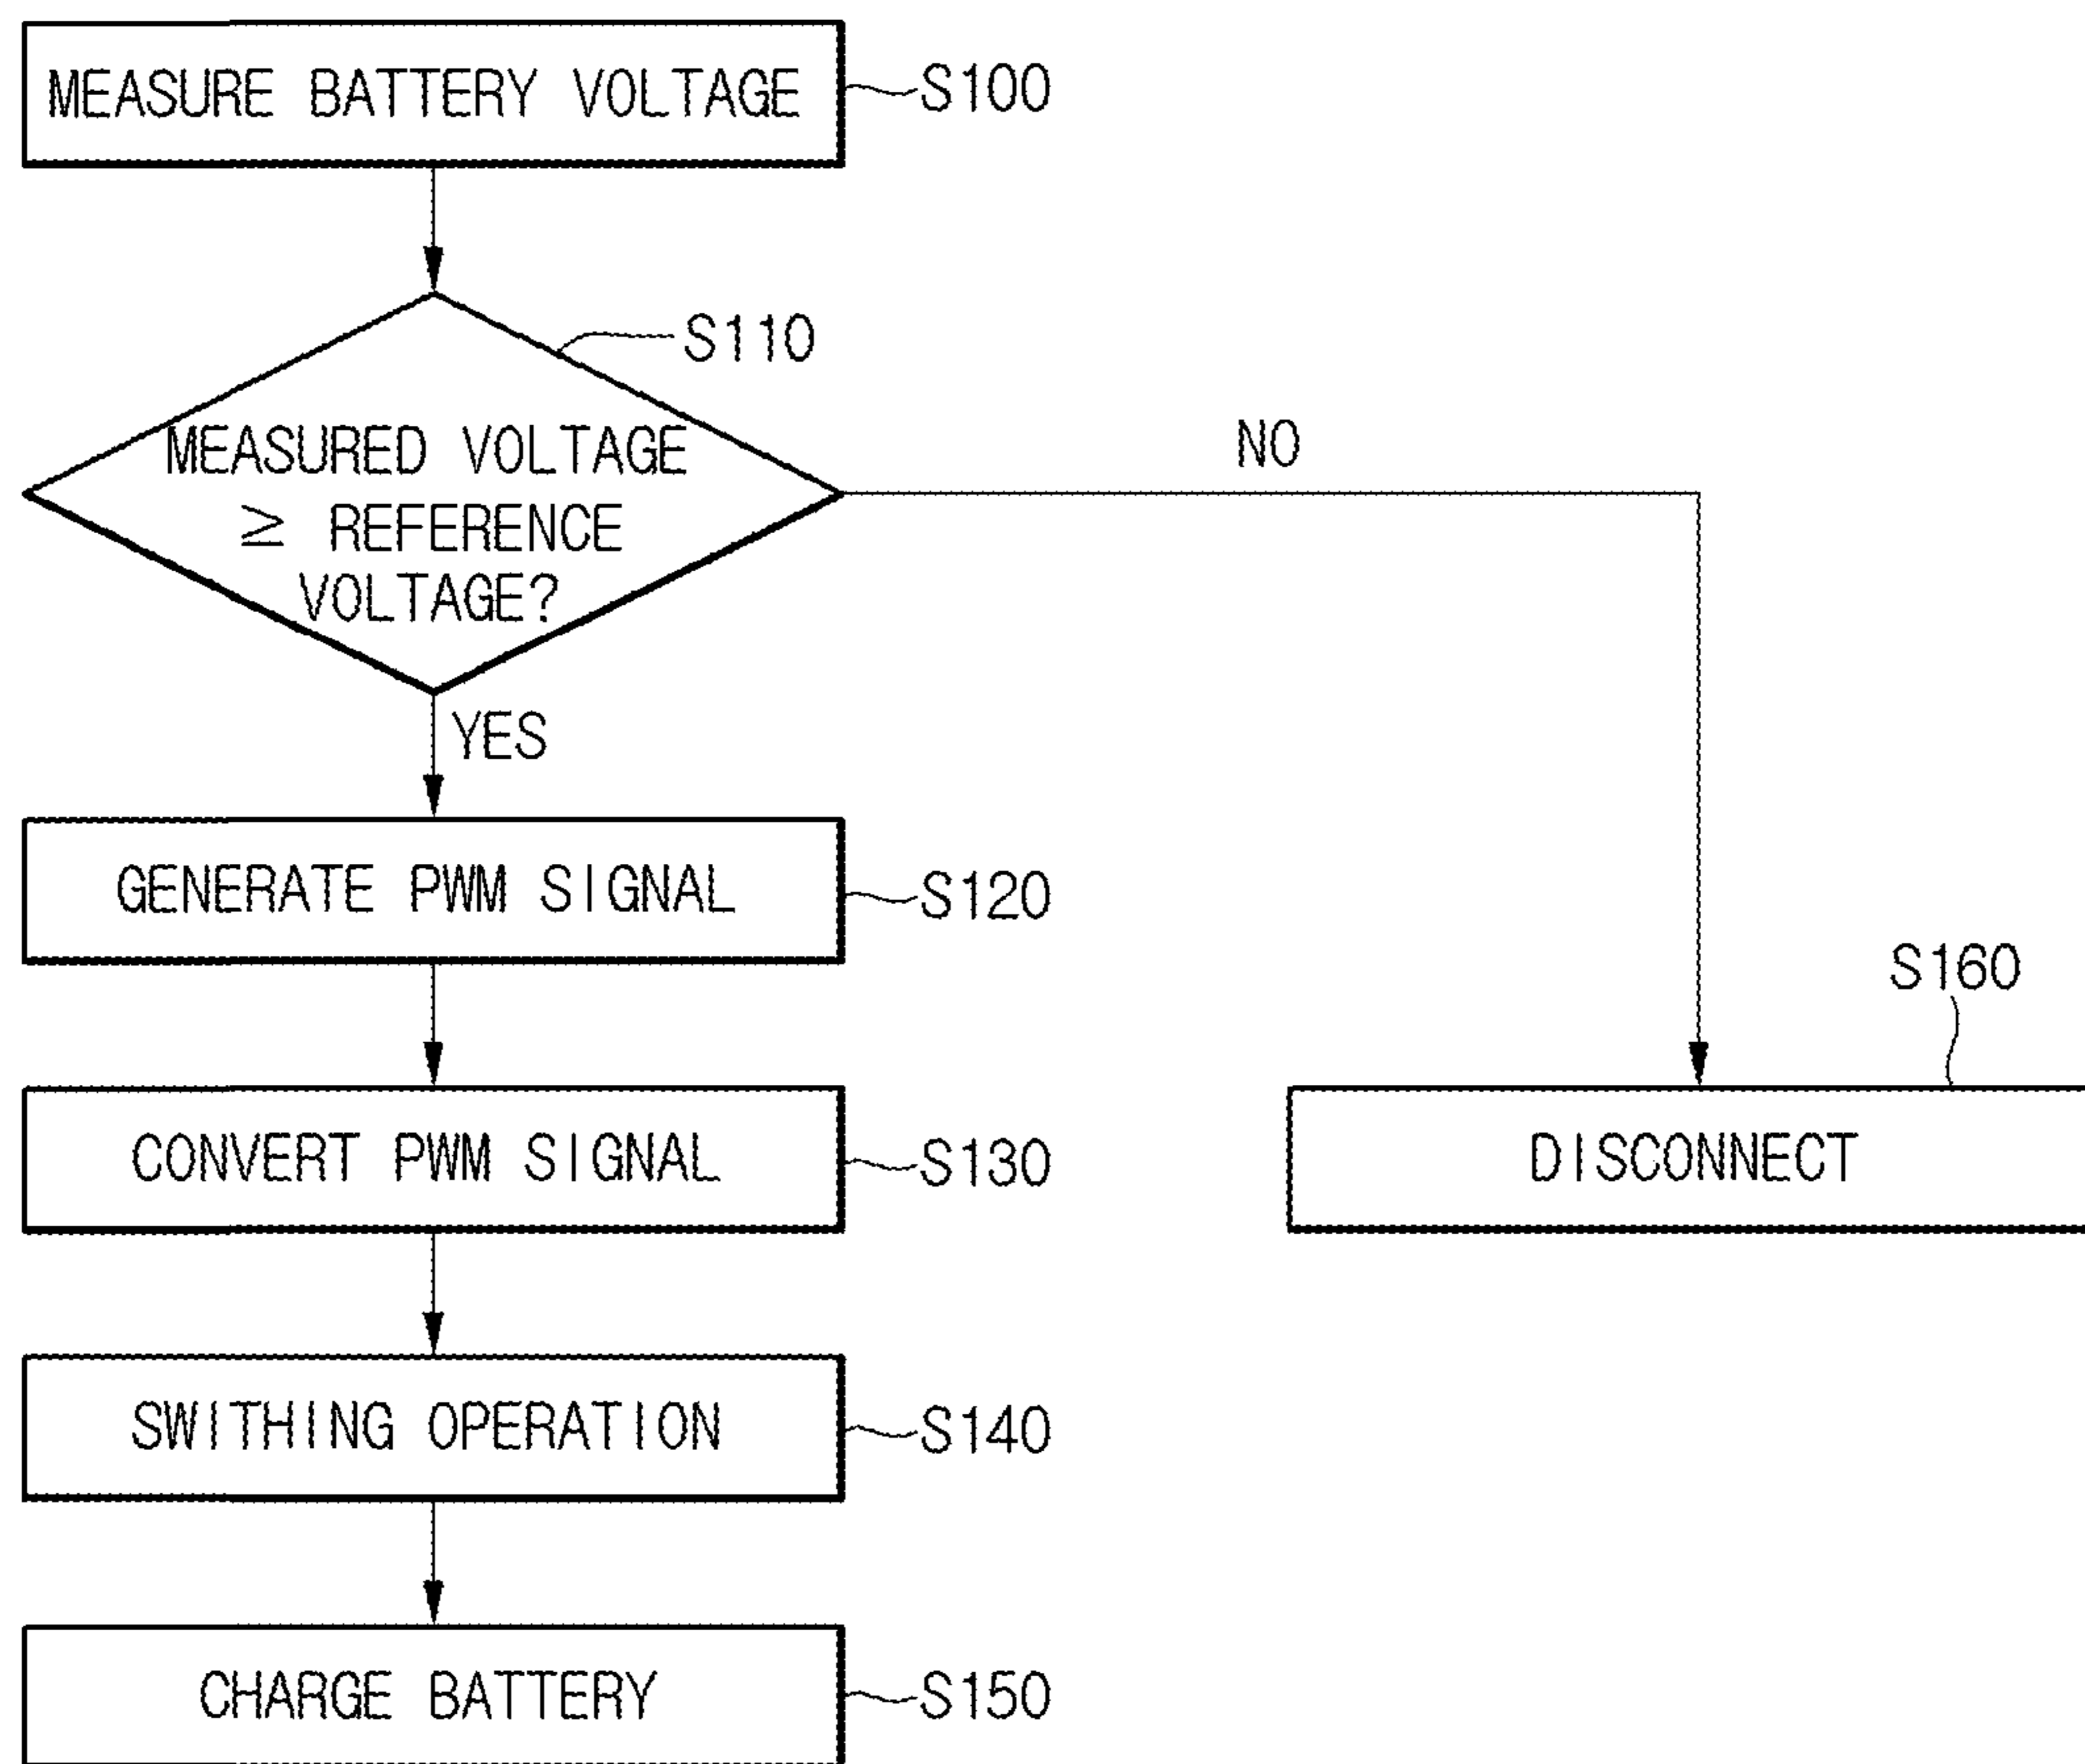 MEASURE BATTERY VOLTAGE
S100
S110
MEASURED VOLTAGE
≥ REFERENCE
VOLTAGE?
NO
YES
GENERATE PWM SIGNAL
S120
S160
CONVERT PWM SIGNAL
S130
DISCONNECT
SWITHING OPERATION
S140
CHARGE BATTERY
S150